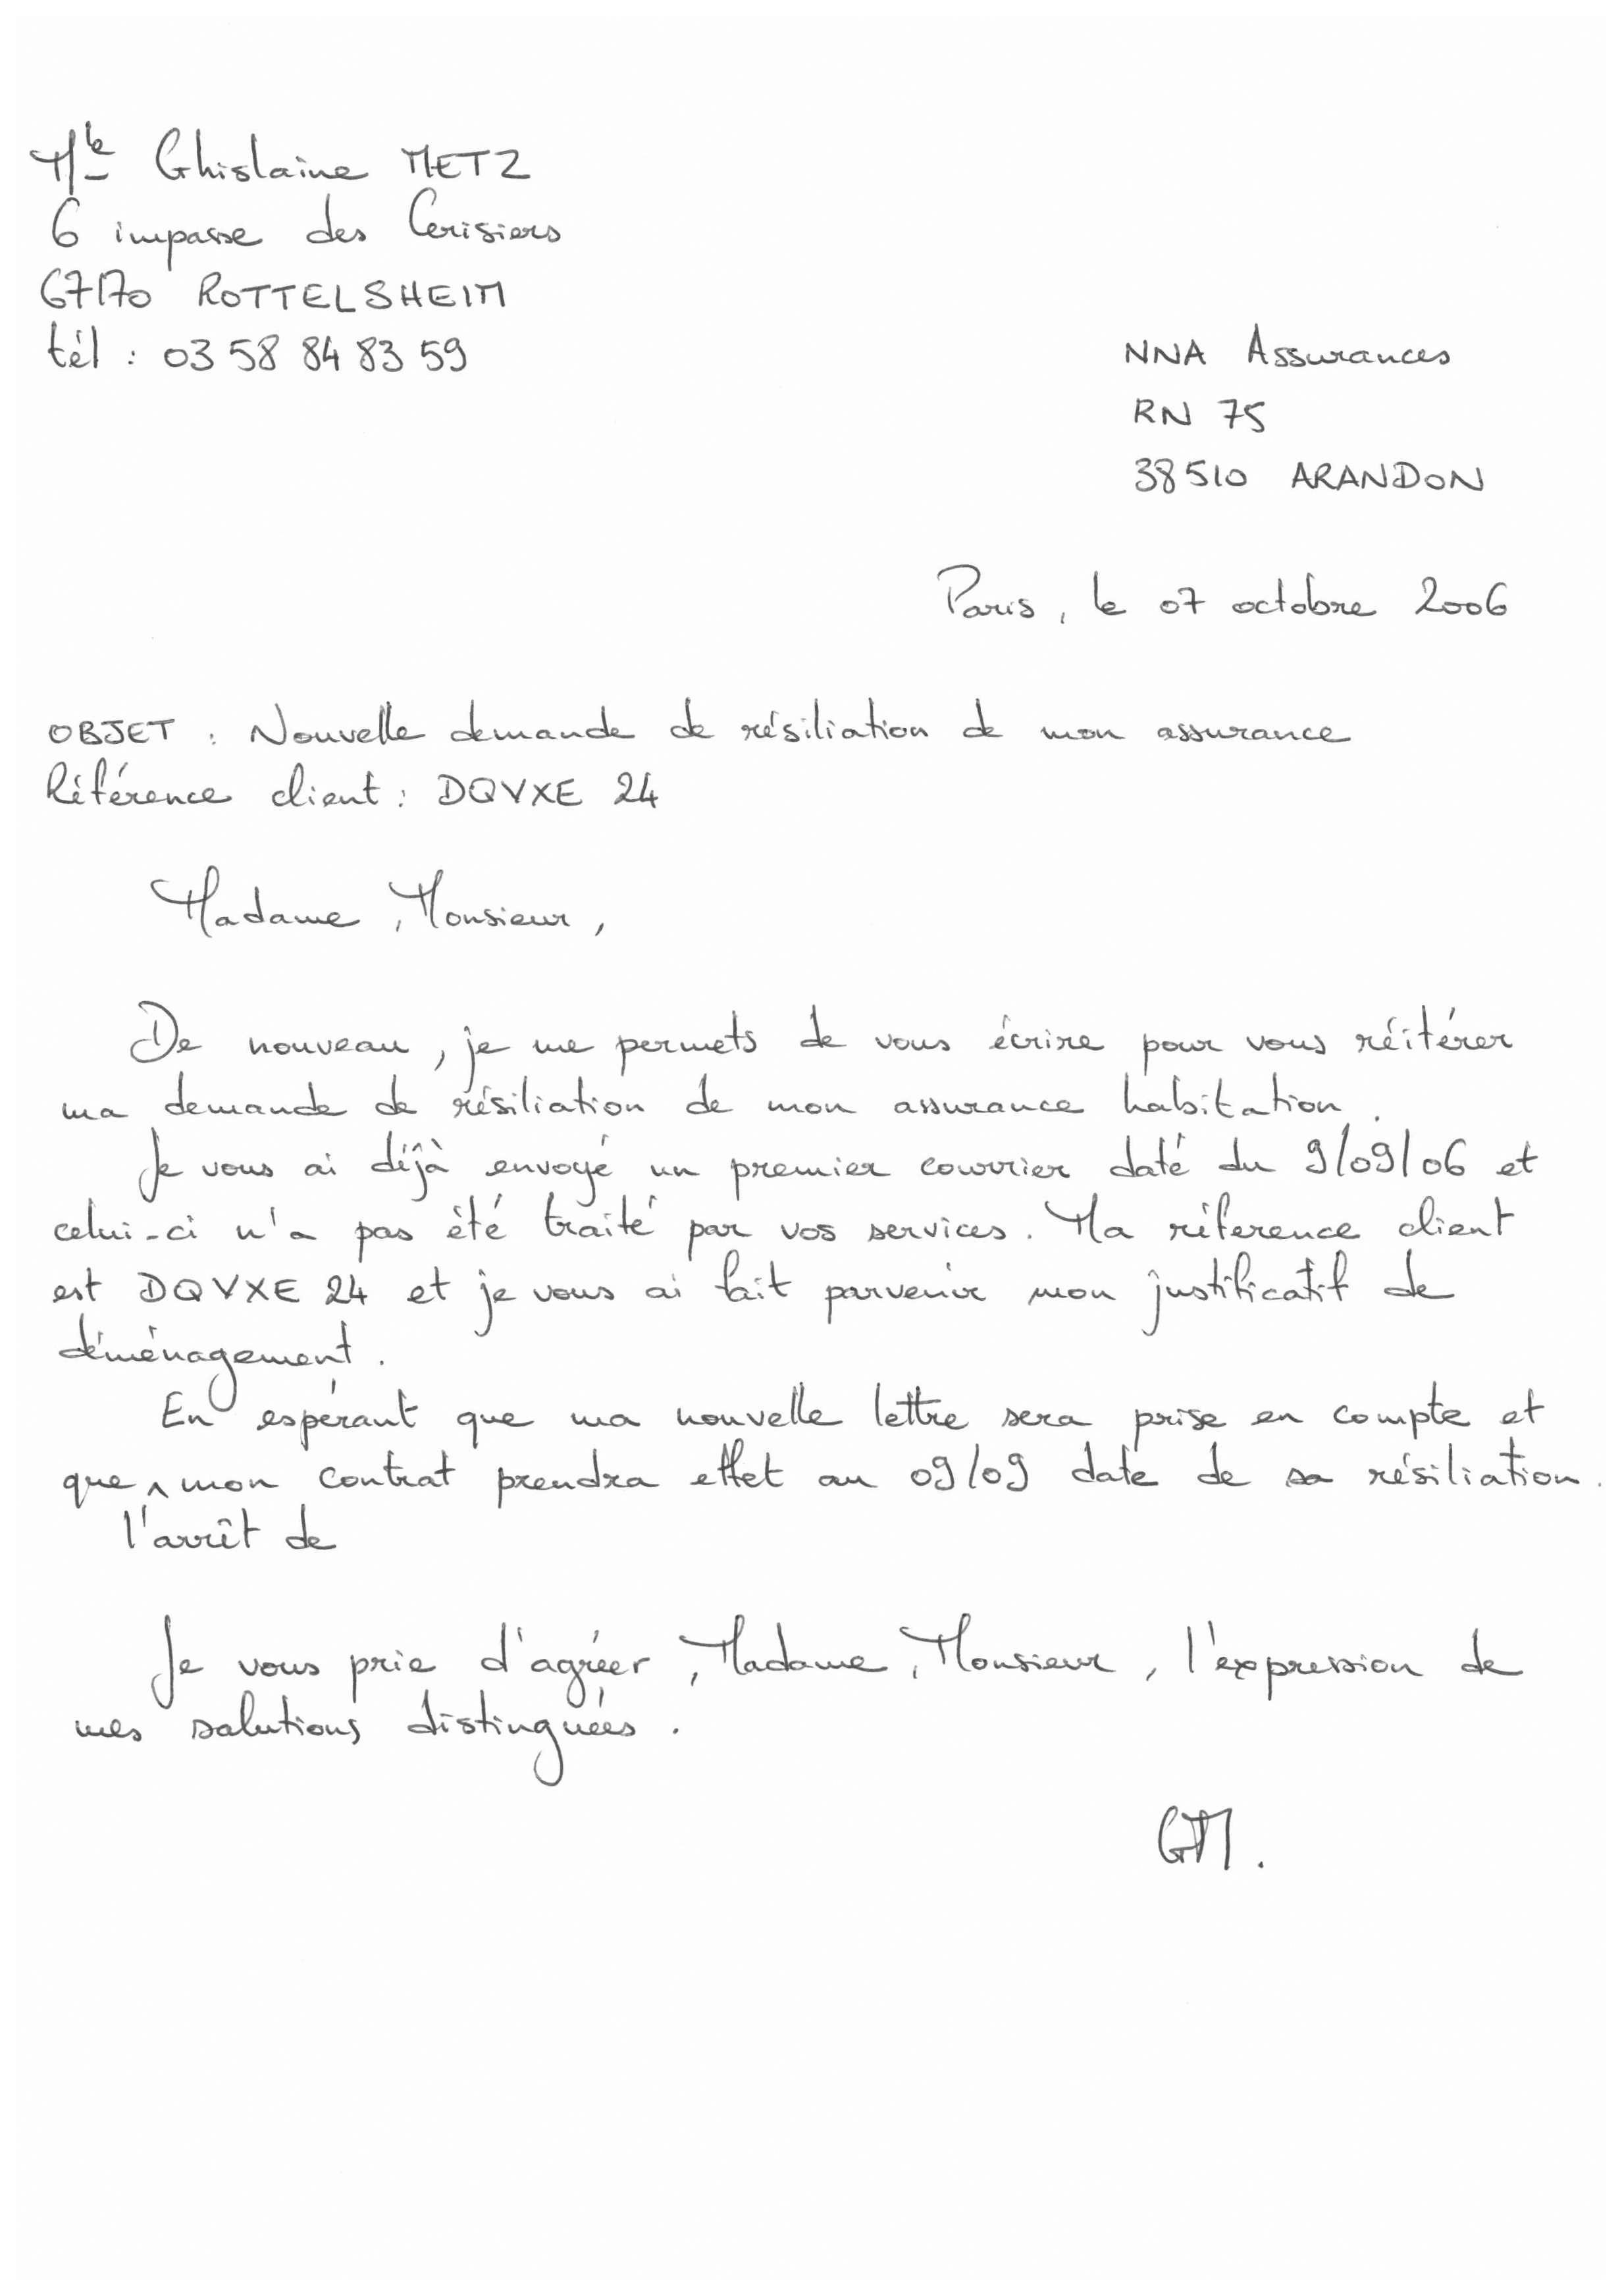 Mle Ghislaine METZ
6 impasse des Cerisiers
67170 ROTTELSHEIM
tél : 03 58 84 83 59
NNA Assurances
RN 75
38510 ARANDON
Paris, le 07 octobre 2006
OBJET : Nouvelle demande de résiliation de mon assurance
Référence client : DQVXE 24
Madame, Monsieur,
De nouveau, je me permets de vous écrire pour vous réitérer
ma demande de résiliation de mon assurance habitation.
Je vous ai déjà envoyé un premier courrier daté du 9/09/06 et
celui-ci n'a pas été traité par vos services. Ma réference client
est DQVXE 24 et je vous ai fait parvenir mon justificatif de
déménagement.
En espérant que ma nouvelle lettre sera prise en compte et
que ^ mon contrat prendra effet au 09/09 date de sa résiliation.
l'arrêt de
Je vous prie d'agréer, Madame, Monsieur, l'expression de
mes salutions distinguées.
GM.